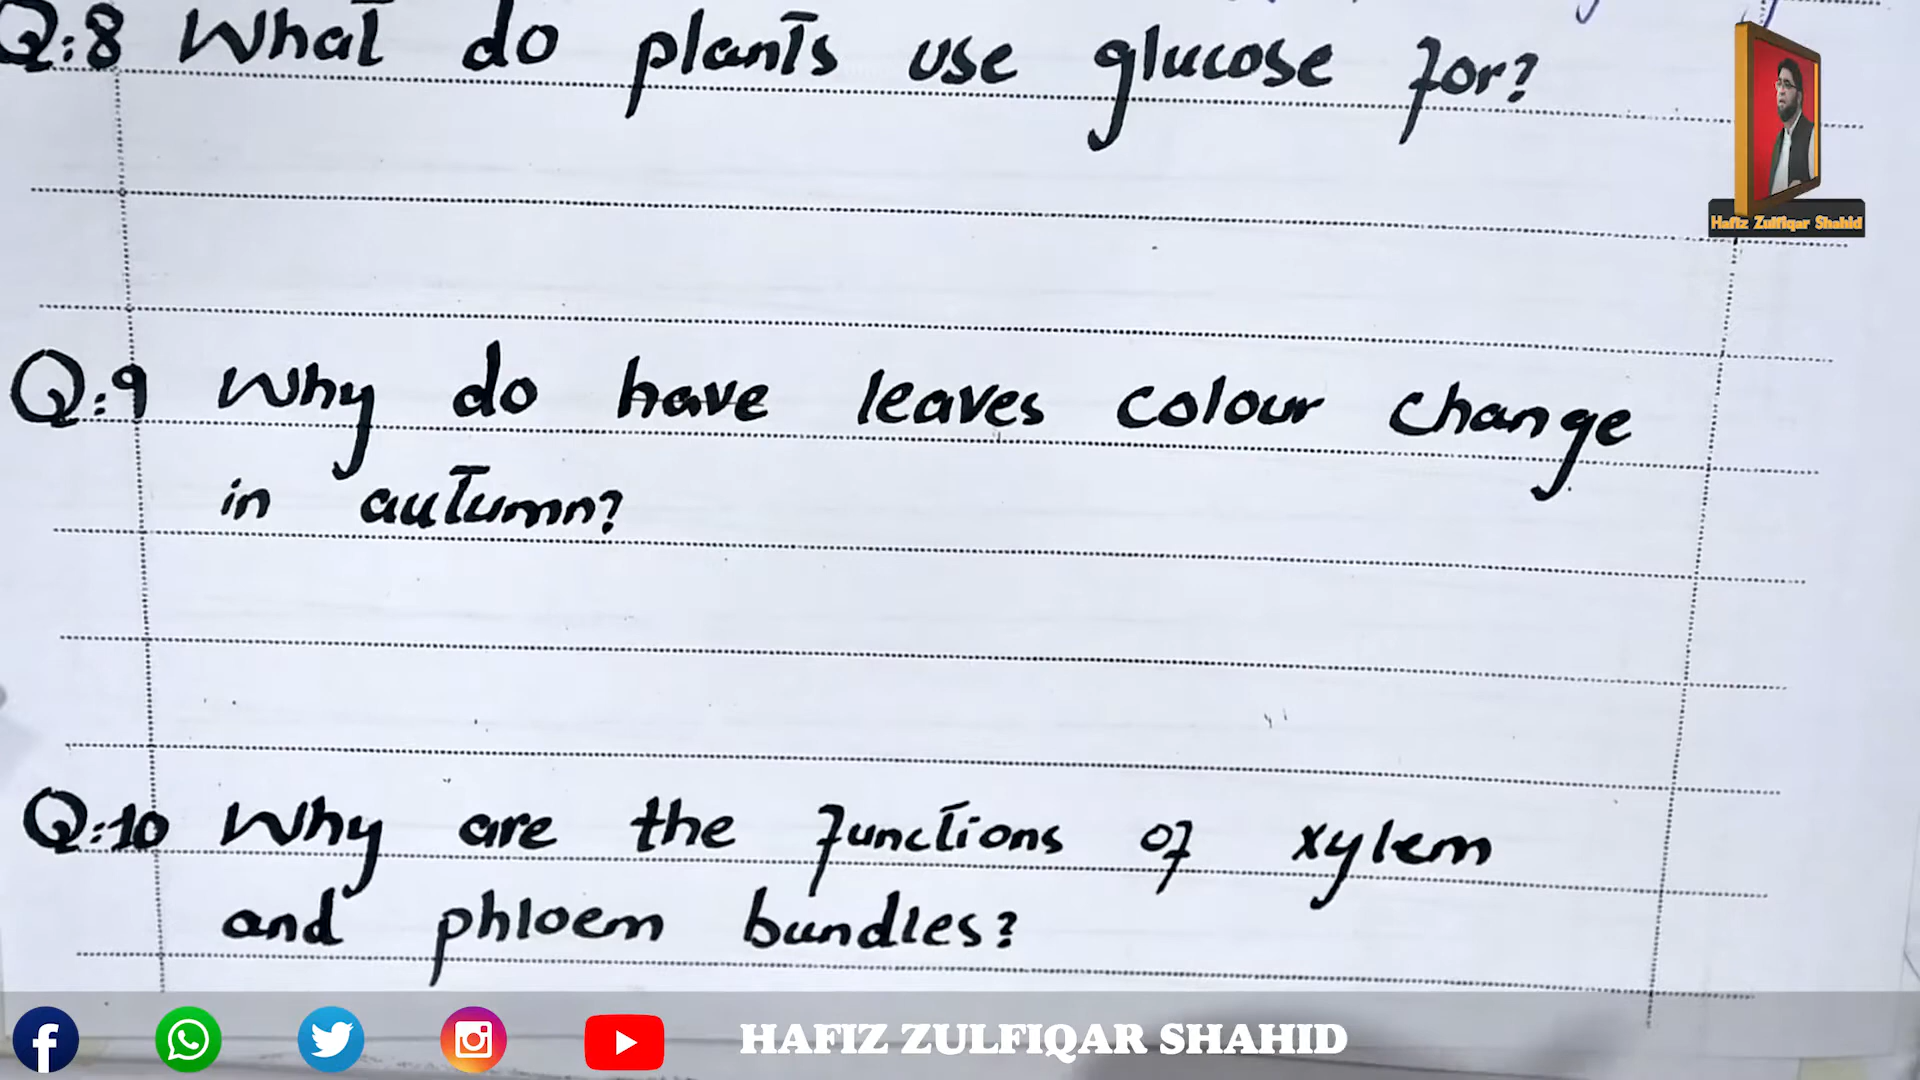 Q:8 What do plants use glucose for?
Hafiz Zulfiqar Shahid
Q:9 Why do have leaves colour change
in autumn?
Q:10 Why are the functions of xylem
and phloem bundles?
HAFIZ ZULFIQAR SHAHID